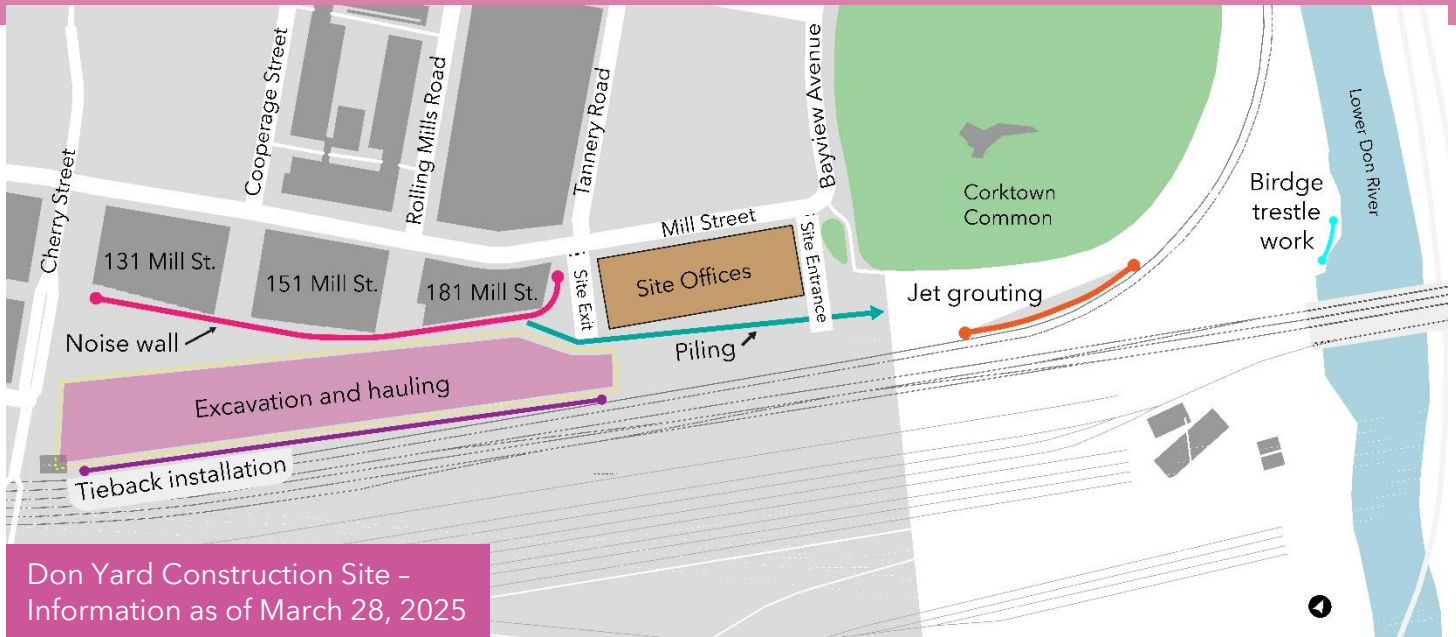 Cherry Street
Cooperage Street
Rolling Mills Road
Tannery Road
Bayview Avenue
Lower Don River
Corktown
Common
Birdge
trestle
work
Mill Street
131 Mill St.
151 Mill St.
181 Mill St.
Site Exit
Site Offices
Site Entrance
Jet grouting
Noise wall
Piling
Excavation and hauling
Tieback installation
Don Yard Construction Site –
Information as of March 28, 2025